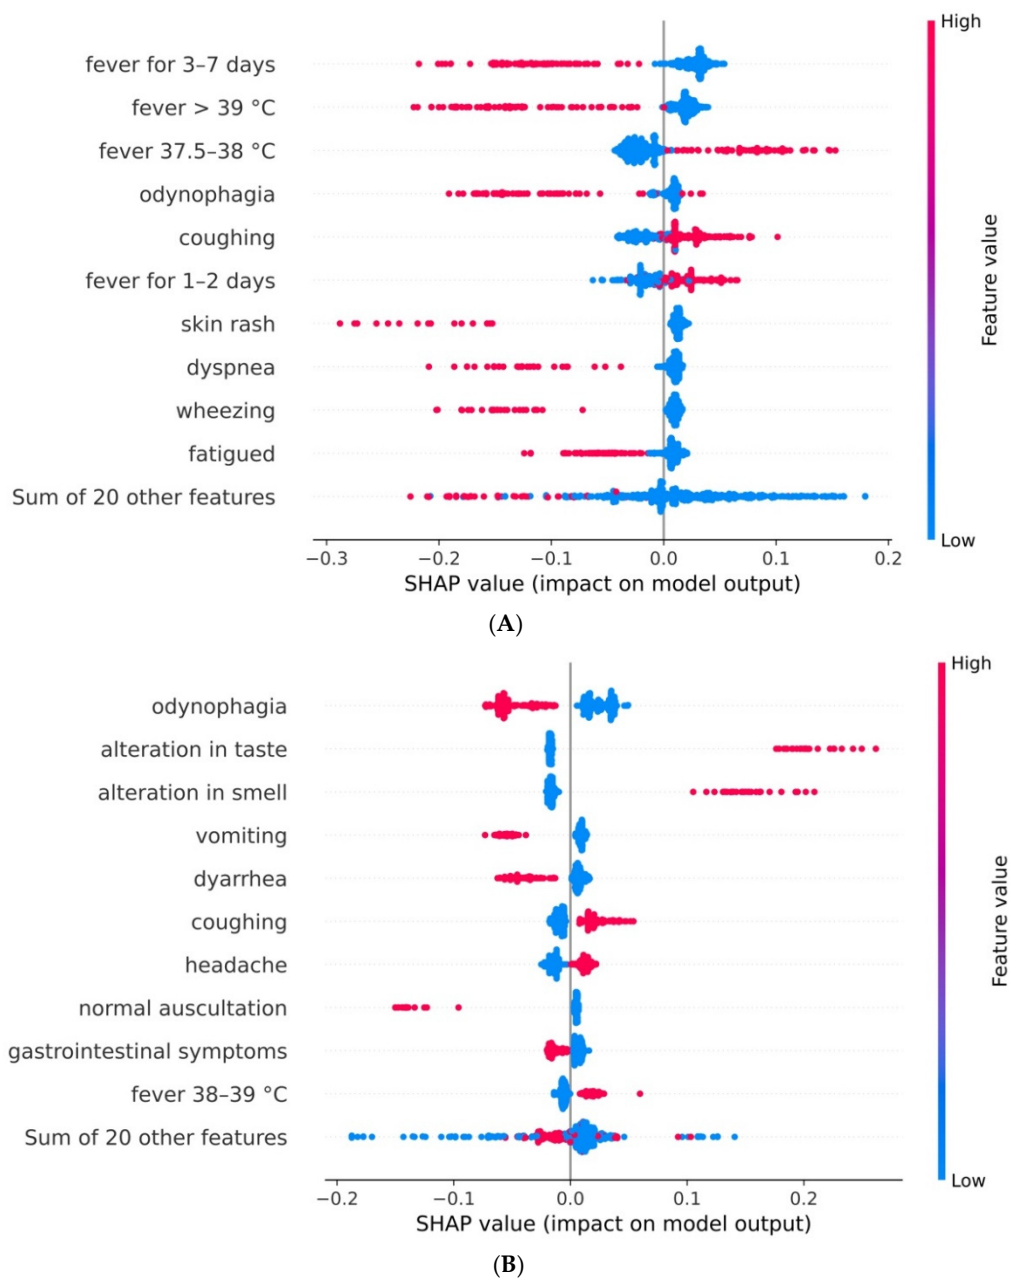 High
fever for 3–7 days
fever > 39 °C
fever 37.5–38 °C
odynophagia
coughing
fever for 1–2 days
skin rash
dyspnea
wheezing
fatigued
Sum of 20 other features
Feature value
Low
−0.3 −0.2 −0.1 0.0 0.1 0.2
SHAP value (impact on model output)
(A)
High
odynophagia
alteration in taste
alteration in smell
vomiting
dyarrhea
coughing
headache
normal auscultation
gastrointestinal symptoms
fever 38–39 °C
Sum of 20 other features
Feature value
Low
−0.2 −0.1 0.0 0.1 0.2
SHAP value (impact on model output)
(B)